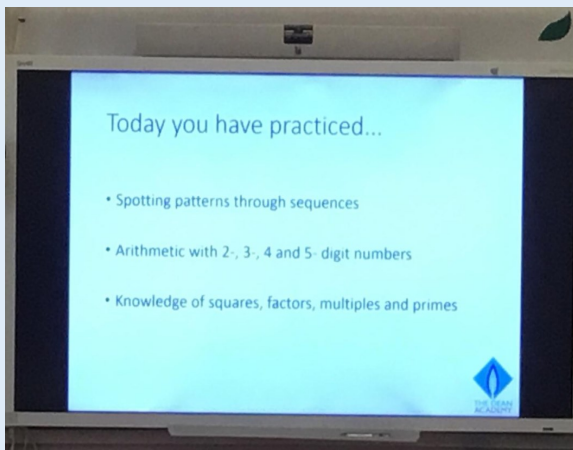 Today you have practiced...
• Spotting patterns through sequences
• Arithmetic with 2-, 3-, 4 and 5- digit numbers
• Knowledge of squares, factors, multiples and primes
THE DEAN
ACADEMY